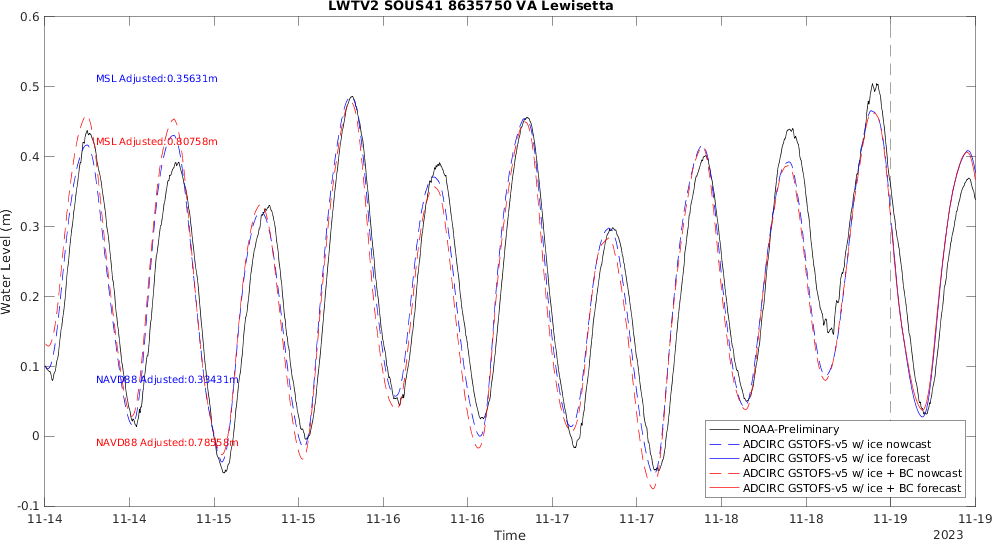 LWTV2 SOUS41 8635750 VA Lewisetta
0.6
0.5
0.4
0.3
0.2
0.1
0
-0.1
Water Level (m)
MSL Adjusted:0.35631m
MSL Adjusted:0.30758m
NAVD88 Adjusted:0.33431m
NAVD88 Adjusted:0.78558m
NOAA-Preliminary
ADCIRC GSTOFS-v5 w/ ice nowcast
ADCIRC GSTOFS-v5 w/ ice forecast
ADCIRC GSTOFS-v5 w/ ice + BC nowcast
ADCIRC GSTOFS-v5 w/ ice + BC forecast
11-14 11-14 11-15 11-15 11-16 11-16 11-17 11-17 11-18 11-18 11-19 11-19
Time
2023